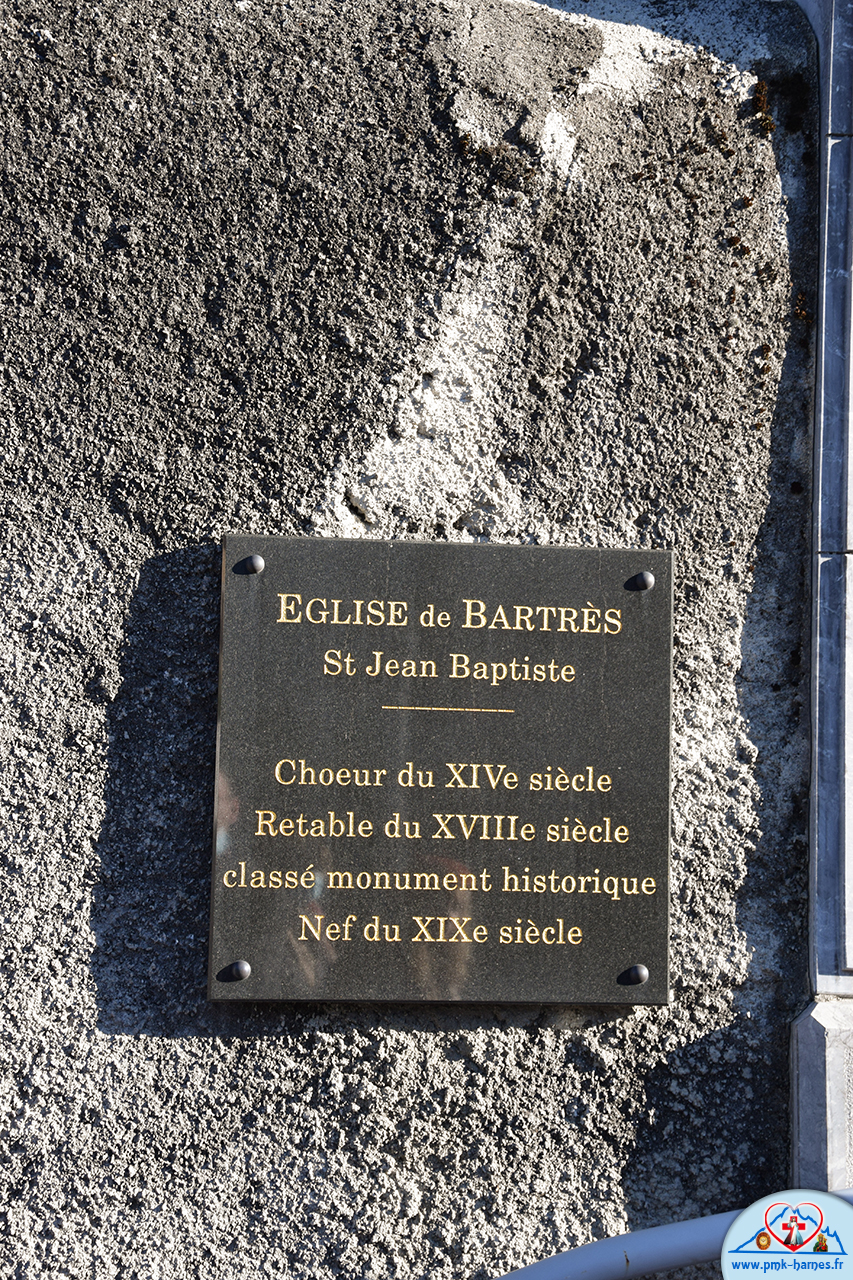 EGLISE de BARTRÈS
St Jean Baptiste
Choeur du XIVe siècle
Retable du XVIIIe siècle
classé monument historique
Nef du XIXe siècle
www.pmk-harnes.fr